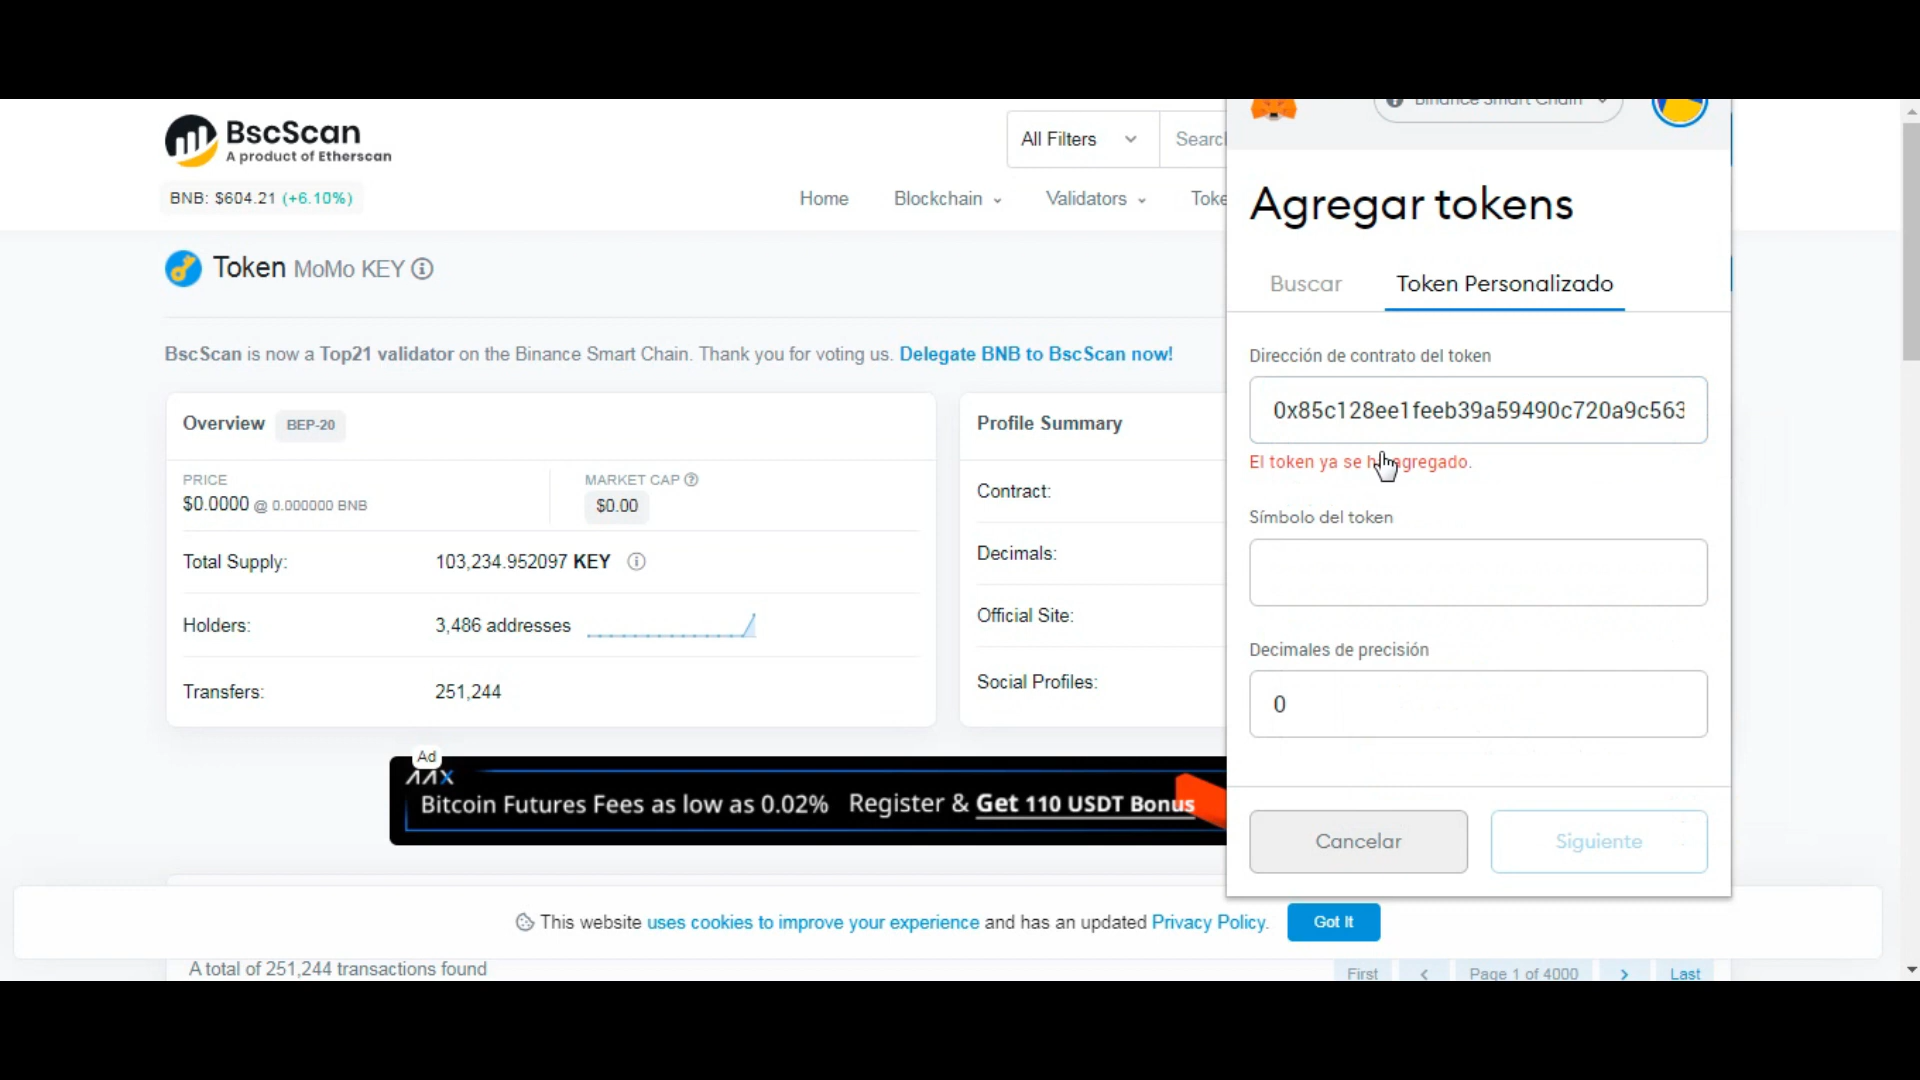 BscScan
A product of Etherscan
All Filters
BNB: $604.21 (+6.10%)
Home
Blockchain
Validators
Token MoMo KEY
BscScan is now a Top21 validator on the Binance Smart Chain. Thank you for voting us. Delegate BNB to BscScan now!
Overview BEP-20
PRICE
$0.0000 @ 0.000000 BNB
MARKET CAP
$0.00
Total Supply: 103,234.952097 KEY
Holders: 3,486 addresses
Transfers: 251,244
Profile Summary
Contract:
Decimals:
Official Site:
Social Profiles:
Ad
AAX
Bitcoin Futures Fees as low as 0.02% Register & Get 110 USDT Bonus
This website uses cookies to improve your experience and has an updated Privacy Policy.
Got It
A total of 251,244 transactions found
First
Page 1 of 4000
Last
Binance Smart Chain
Agregar tokens
Buscar
Token Personalizado
Dirección de contrato del token
0x85c128ee1feeb39a59490c720a9c563
El token ya se agregado.
Símbolo del token
Decimales de precisión
0
Cancelar
Siguiente